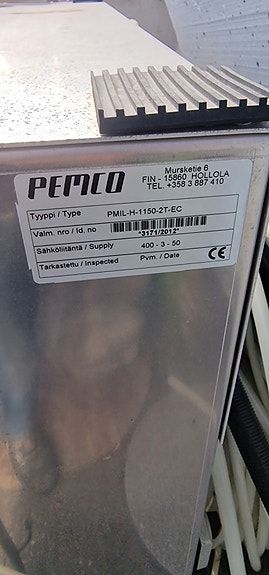 PEMCO
Mursketie 6
FIN - 15860 HOLLOLA
TEL. +358 3 887 410
Tyyppi / Type PMIL-H-1150-2T-EC
Valm. nro / Id. no *3171/2012*
Sähköliitäntä / Supply 400 - 3 - 50
Tarkastettu / Inspected Pvm. / Date CE